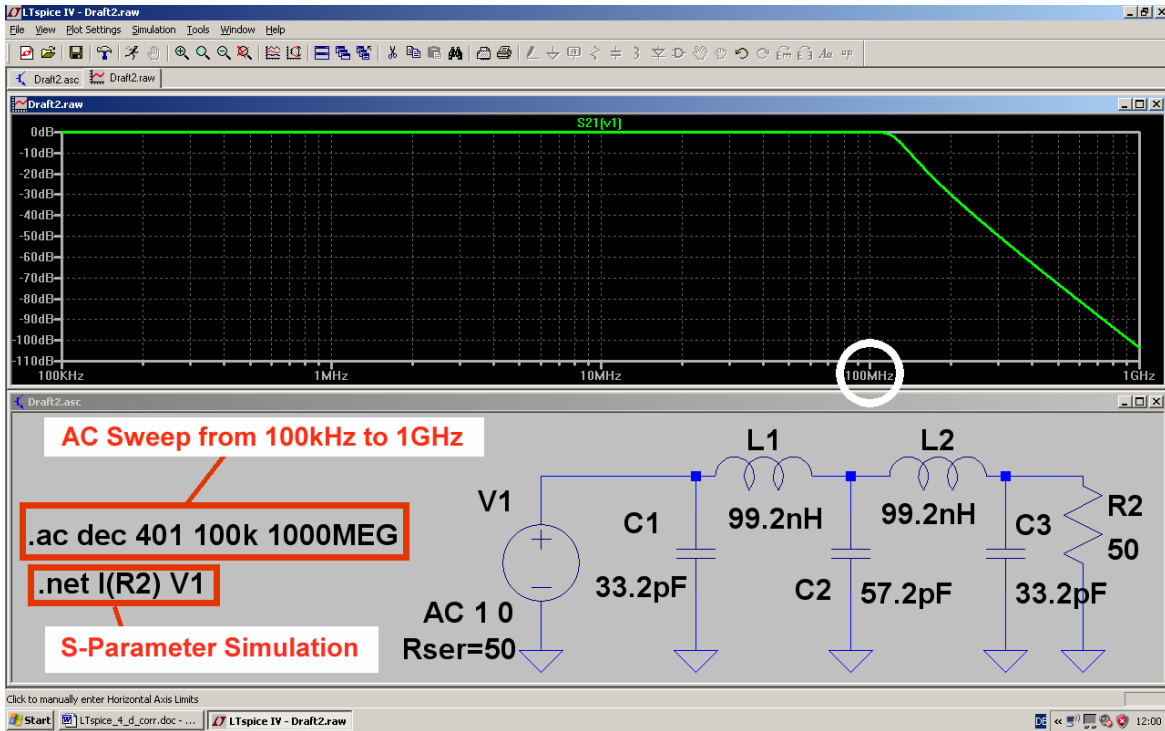 LTspice IV - Draft2.raw
File View Plot Settings Simulation Tools Window Help
Draft2.asc Draft2.raw
Draft2.raw
S21(v1)
0dB
-10dB
-20dB
-30dB
-40dB
-50dB
-60dB
-70dB
-80dB
-90dB
-100dB
-110dB
100KHz 1MHz 10MHz 100MHz 1GHz
Draft2.asc
AC Sweep from 100kHz to 1GHz
.ac dec 401 100k 1000MEG
.net I(R2) V1
S-Parameter Simulation
V1
AC 1 0
Rser=50
C1
33.2pF
L1
99.2nH
C2
57.2pF
L2
99.2nH
C3
33.2pF
R2
50
Click to manually enter Horizontal Axis Limits
Start LTspice_4_d_corr.doc - ... LTspice IV - Draft2.raw DE « 12:00